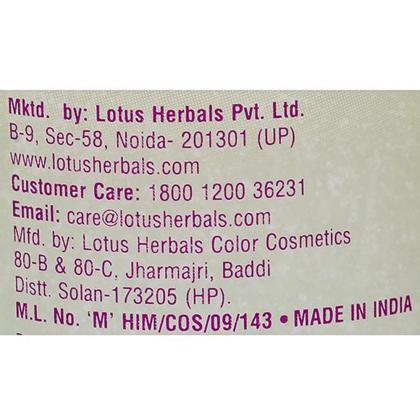 Mktd. by: Lotus Herbals Pvt. Ltd.
B-9, Sec-58, Noida- 201301 (UP)
www.lotusherbals.com
Customer Care: 1800 1200 36231
Email: care@lotusherbals.com
Mfd. by: Lotus Herbals Color Cosmetics
80-B & 80-C, Jharmajri, Baddi
Distt. Solan-173205 (HP).
M.L. No. 'M' HIM/COS/09/143 • MADE IN INDIA